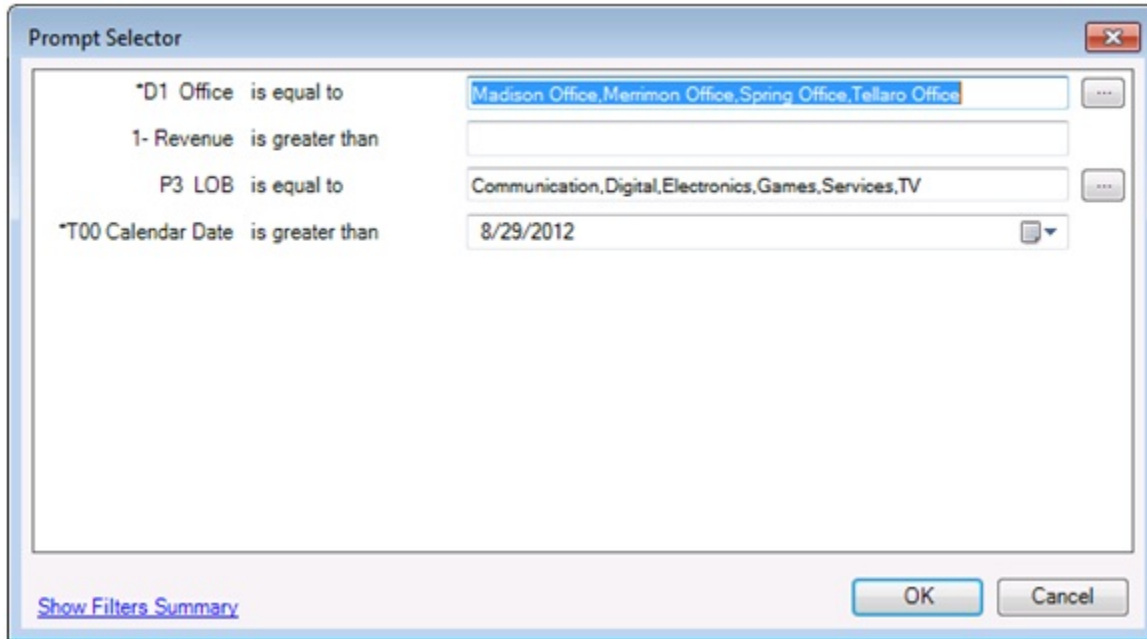 Prompt Selector
*D1 Office is equal to Madison Office,Merrimon Office,Spring Office,Tellaro Office ...
1- Revenue is greater than
P3 LOB is equal to Communication,Digital,Electronics,Games,Services,TV ...
*T00 Calendar Date is greater than 8/29/2012
Show Filters Summary OK Cancel